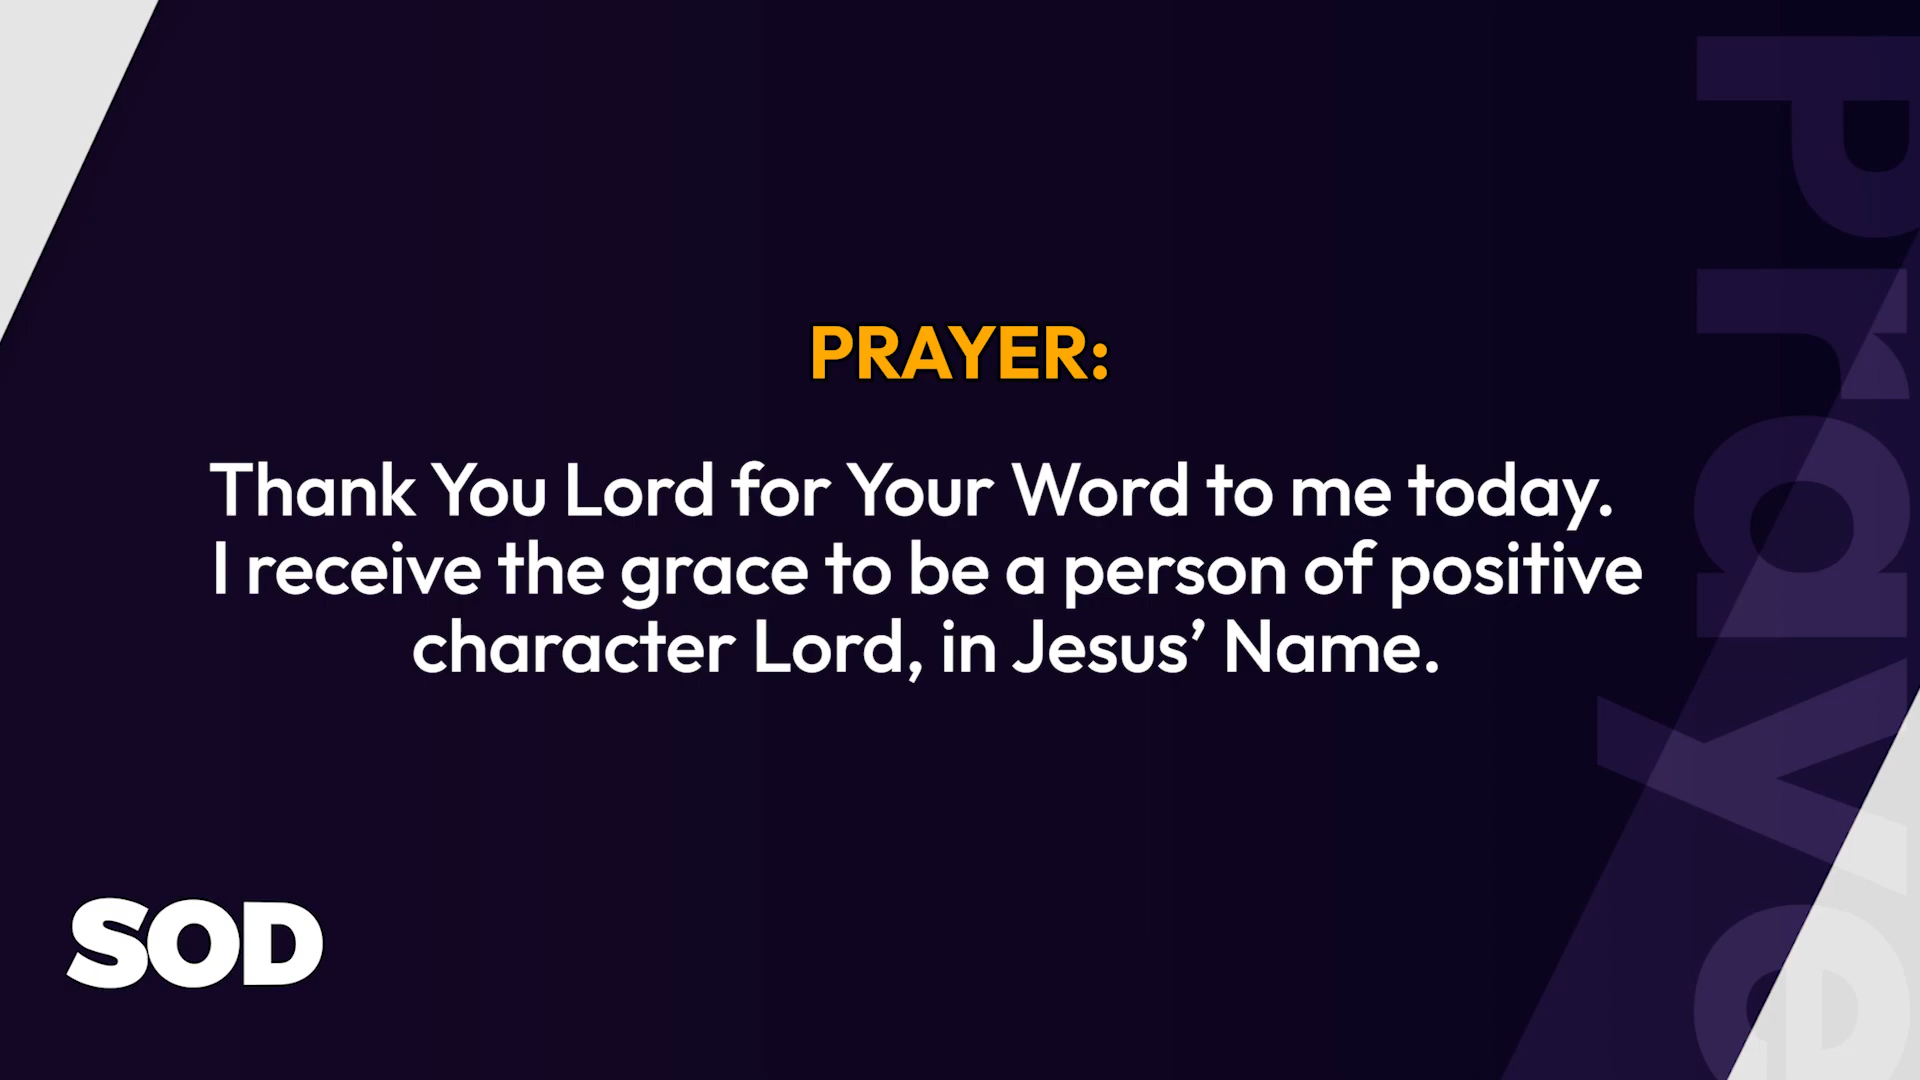 PRAYER:
Thank You Lord for Your Word to me today.
I receive the grace to be a person of positive
character Lord, in Jesus’ Name.
SOD
Praye